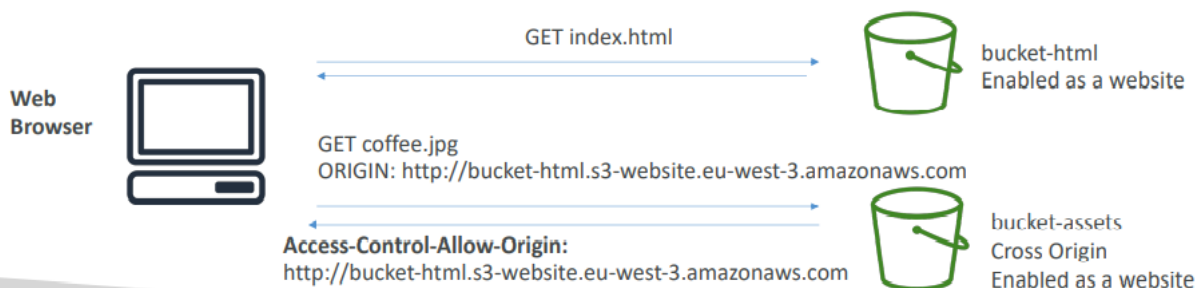 GET index.html
bucket-html
Enabled as a website
Web
Browser
GET coffee.jpg
ORIGIN: http://bucket-html.s3-website.eu-west-3.amazonaws.com
Access-Control-Allow-Origin:
http://bucket-html.s3-website.eu-west-3.amazonaws.com
bucket-assets
Cross Origin
Enabled as a website